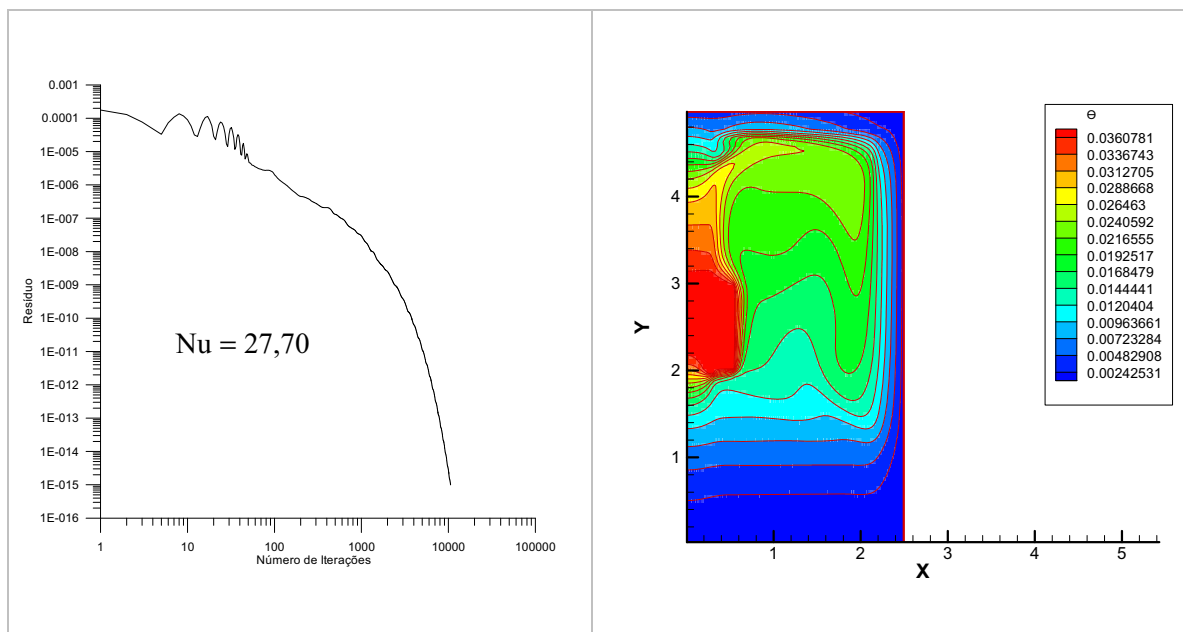 0.001
0.0001
1E-005
1E-006
1E-007
1E-008
1E-009
1E-010
1E-011
1E-012
1E-013
1E-014
1E-015
1E-016
Resíduo
Nu = 27,70
1 10 100 1000 10000 100000
Número de Iterações
4
3
2
1
Y
1 2 3 4 5
X
Θ
0.0360781
0.0336743
0.0312705
0.0288668
0.026463
0.0240592
0.0216555
0.0192517
0.0168479
0.0144441
0.0120404
0.00963661
0.00723284
0.00482908
0.00242531